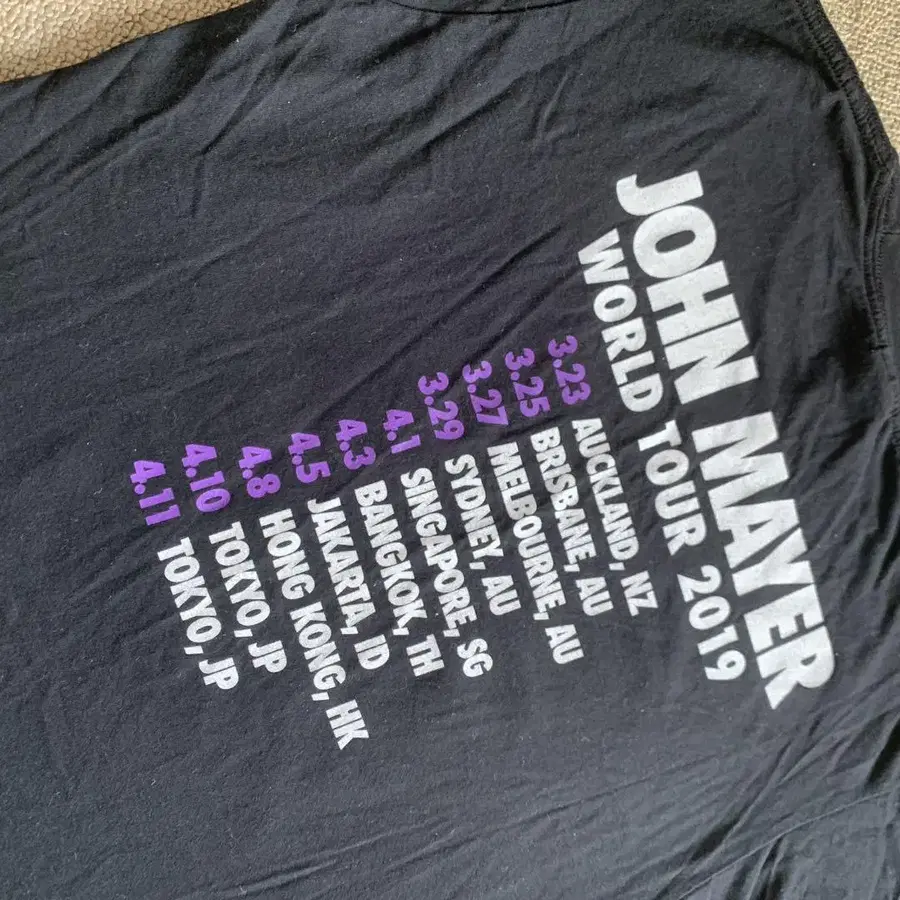 JOHN MAYER
WORLD TOUR 2019
3.23 AUCKLAND, NZ
3.25 BRISBANE, AU
3.27 MELBOURNE, AU
3.29 SYDNEY, AU
4.1 SINGAPORE, SG
4.3 BANGKOK, TH
4.5 JAKARTA, ID
4.8 HONG KONG, HK
4.10 TOKYO, JP
4.11 TOKYO, JP